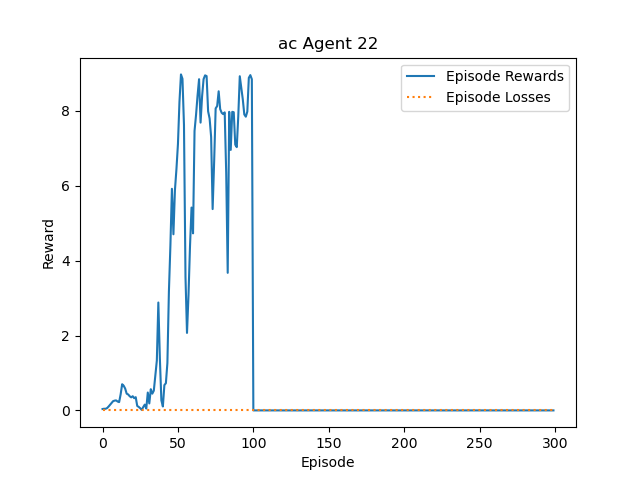 ac Agent 22
Episode Rewards
Episode Losses
Reward
8
6
4
2
0
0 50 100 150 200 250 300
Episode